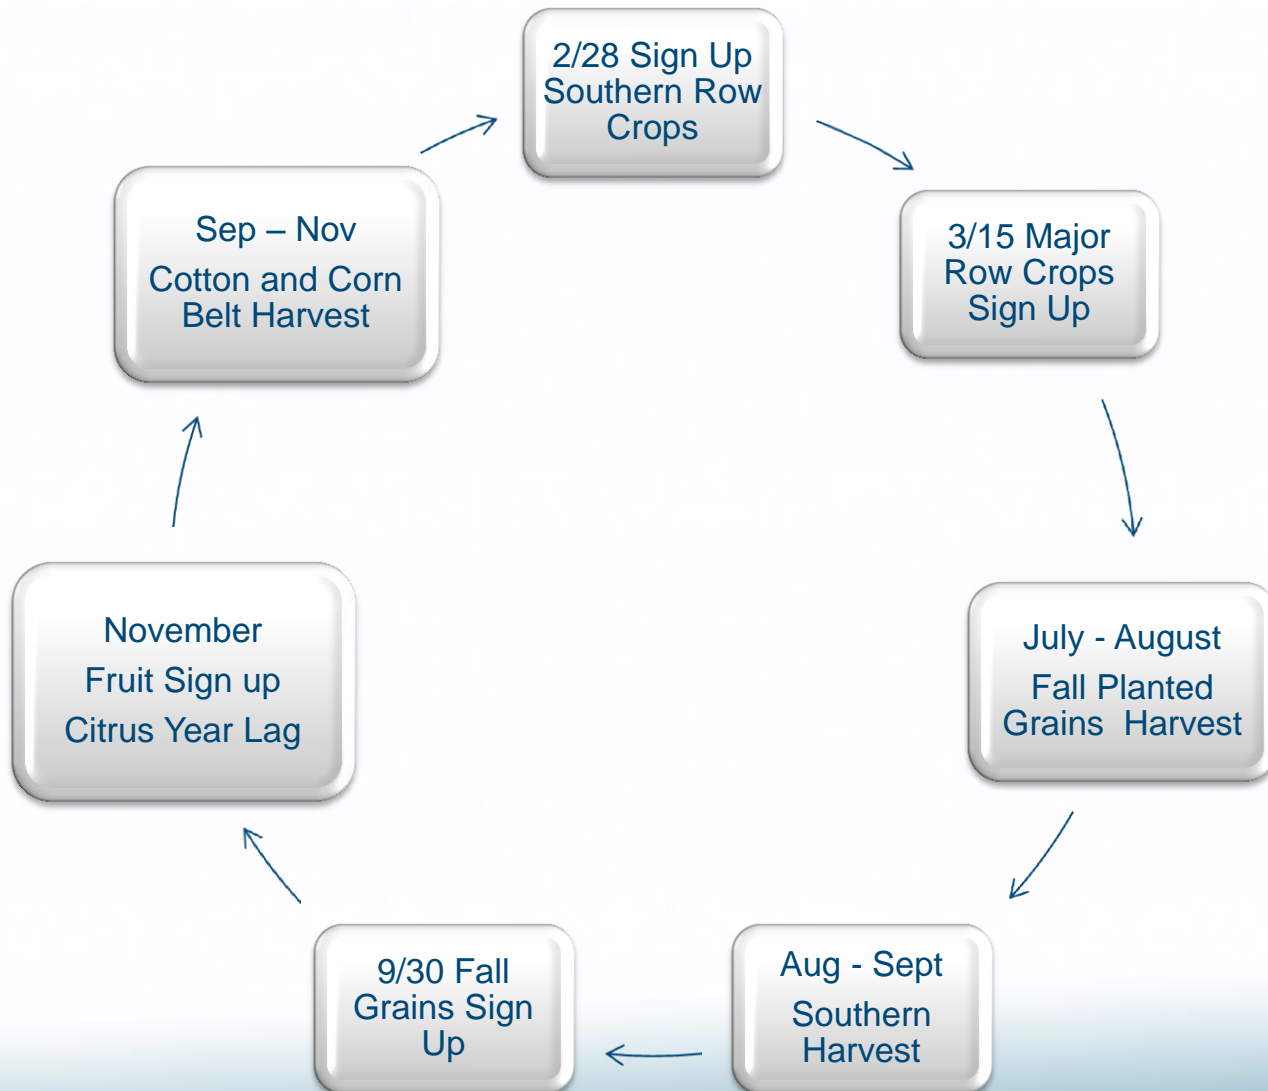 2/28 Sign Up
Southern Row
Crops
3/15 Major
Row Crops
Sign Up
July - August
Fall Planted
Grains  Harvest
Aug - Sept
Southern
Harvest
9/30 Fall
Grains Sign
Up
November
Fruit Sign up
Citrus Year Lag
Sep – Nov
Cotton and Corn
Belt Harvest